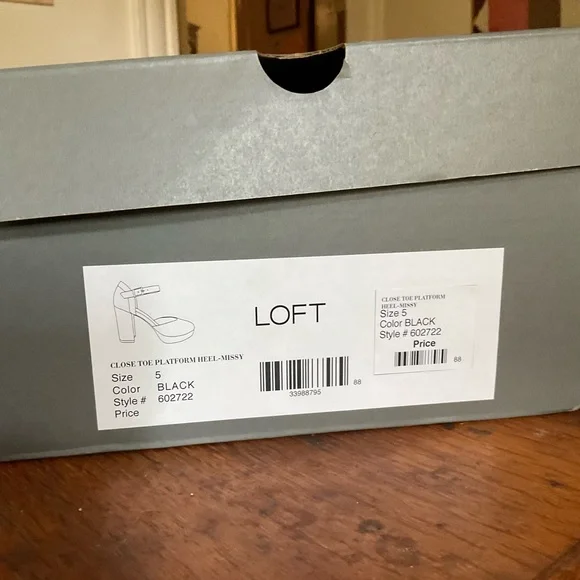 LOFT
CLOSE TOE PLATFORM HEEL-MISSY
Size 5
Color BLACK
Style # 602722
Price
33988795
88
CLOSE TOE PLATFORM
HEEL-MISSY
Size 5
Color BLACK
Style # 602722
Price
88